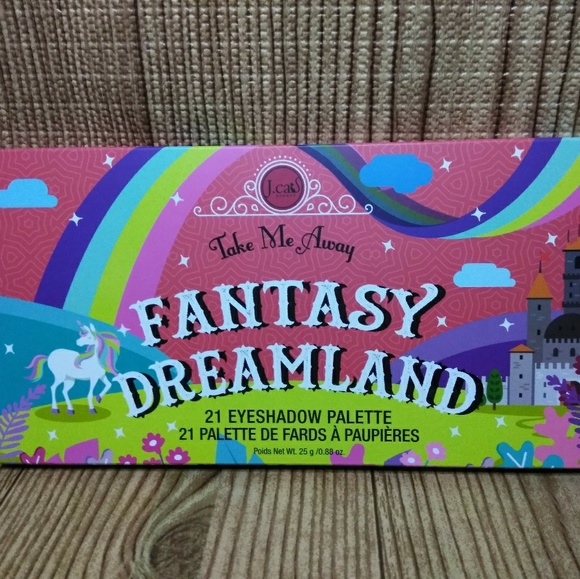 J.cat
Take Me Away
FANTASY
DREAMLAND
21 EYESHADOW PALETTE
21 PALETTE DE FARDS À PAUPIÈRES
Poids Net Wt. 25 g /0.88 oz.